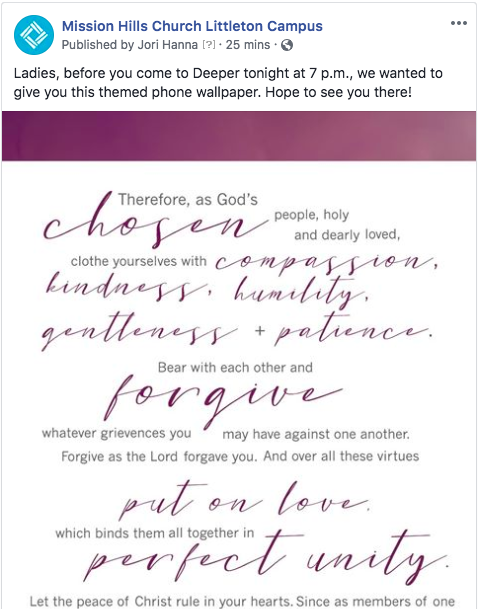 Mission Hills Church Littleton Campus
Published by Jori Hanna [?] · 25 mins ·
Ladies, before you come to Deeper tonight at 7 p.m., we wanted to
give you this themed phone wallpaper. Hope to see you there!
Therefore, as God's
chosen people, holy
and dearly loved,
clothe yourselves with compassion,
kindness, humility,
gentleness + patience.
Bear with each other and
forgive
whatever grievences you may have against one another.
Forgive as the Lord forgave you. And over all these virtues
put on love.
which binds them all together in
perfect unity.
Let the peace of Christ rule in your hearts. Since as members of one